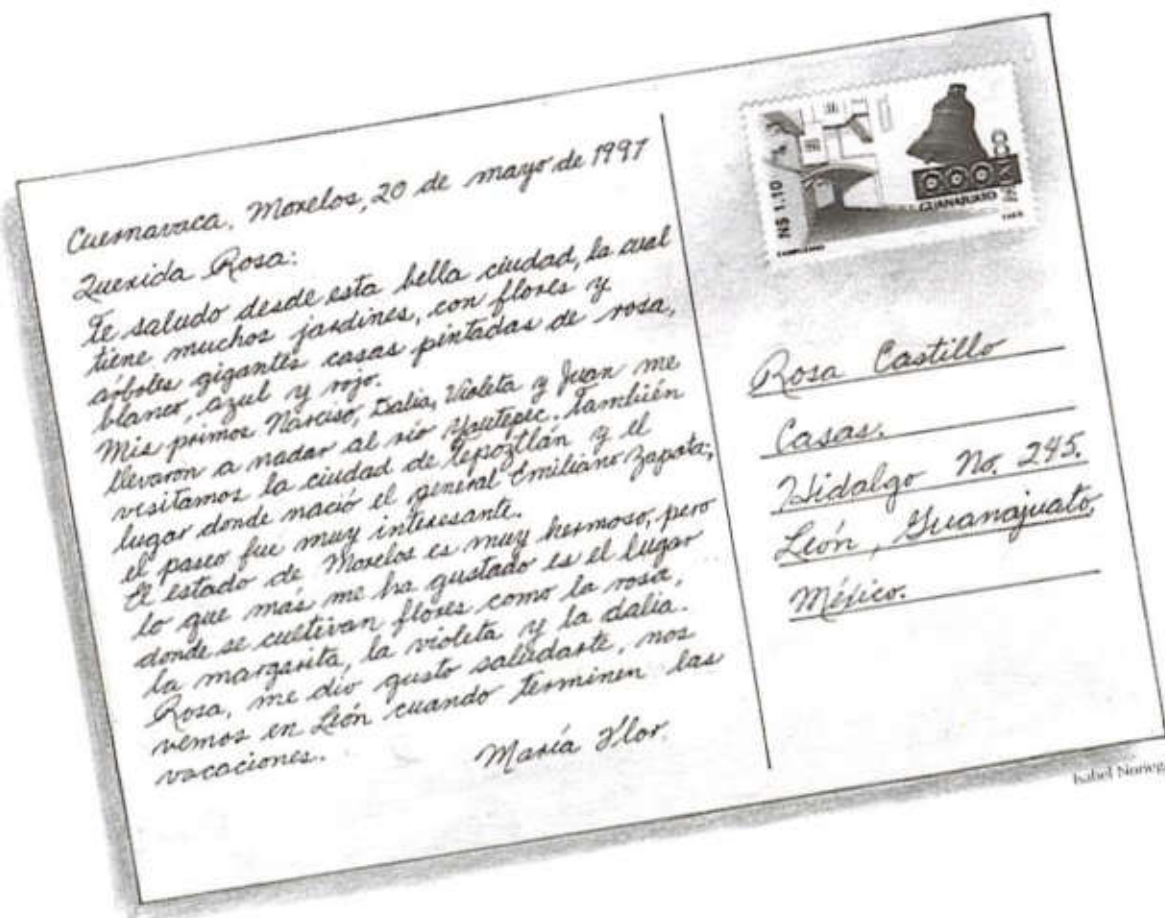 Cuernavaca, Morelos, 20 de mayo de 1997
Querida Rosa:
Te saludo desde esta bella ciudad, la cual
tiene muchos jardines, con flores y
árboles gigantes casas pintadas de rosa,
blanco, azul y rojo.
Mis primos Narciso, Dalia, Violeta y Juan me
llevaron a nadar al río Yautepec. También
visitamos la ciudad de Tepoztlán y el
lugar donde nació el general Emiliano Zapata;
el paseo fue muy interesante.
El estado de Morelos es muy hermoso, pero
lo que más me ha gustado es el lugar
donde se cultivan flores como la rosa,
la margarita, la violeta y la dalia.
Rosa, me dio gusto saludarte, nos
vemos en León cuando terminen las
vacaciones.
María Flor.
N$ 1.10
GUANAJUATO
Rosa Castillo
Casas.
Hidalgo No. 245.
León, Guanajuato,
México.
Isabel